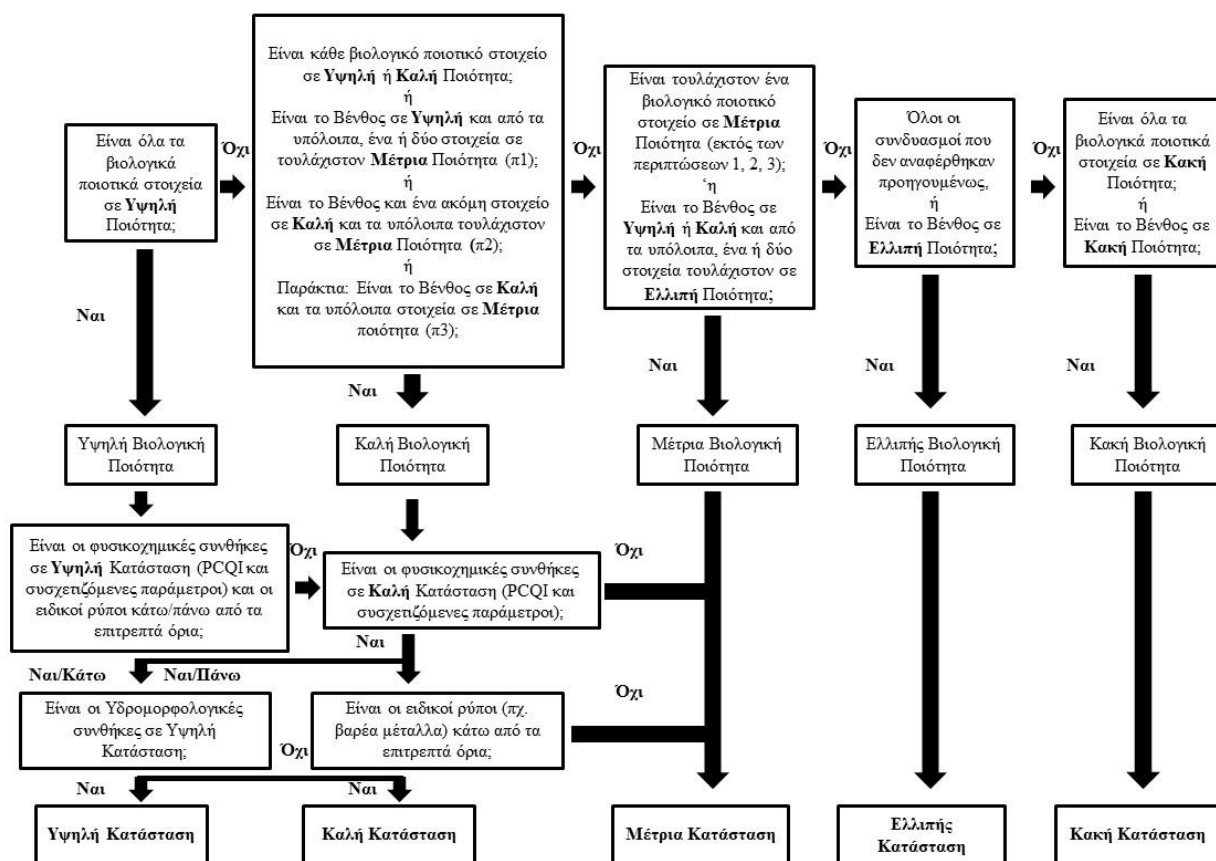 Είναι όλα τα
βιολογικά
ποιοτικά στοιχεία
σε Υψηλή
Ποιότητα;
Όχι
Είναι κάθε βιολογικό ποιοτικό στοιχείο
σε Υψηλή ή Καλή Ποιότητα;
ή
Είναι το Βένθος σε Υψηλή και από τα
υπόλοιπα, ένα ή δύο στοιχεία σε
τουλάχιστον Μέτρια Ποιότητα (π1);
ή
Είναι το Βένθος και ένα ακόμη στοιχείο
σε Καλή και τα υπόλοιπα τουλάχιστον
σε Μέτρια Ποιότητα (π2);
ή
Παράκτια: Είναι το Βένθος σε Καλή
και τα υπόλοιπα στοιχεία σε Μέτρια
ποιότητα (π3);
Όχι
Είναι τουλάχιστον ένα
βιολογικό ποιοτικό
στοιχείο σε Μέτρια
Ποιότητα (εκτός των
περιπτώσεων 1, 2, 3);
‘η
Είναι το Βένθος σε
Υψηλή ή Καλή και από
τα υπόλοιπα, ένα ή δύο
στοιχεία τουλάχιστον σε
Ελλιπή Ποιότητα;
Όχι
Όλοι οι
συνδυασμοί που
δεν αναφέρθηκαν
προηγουμένως,
ή
Είναι το Βένθος σε
Ελλιπή Ποιότητα;
Όχι
Είναι όλα τα
βιολογικά ποιοτικά
στοιχεία σε Κακή
Ποιότητα;
ή
Είναι το Βένθος σε
Κακή Ποιότητα;
Ναι
Ναι
Ναι
Ναι
Ναι
Υψηλή Βιολογική
Ποιότητα
Καλή Βιολογική
Ποιότητα
Μέτρια Βιολογική
Ποιότητα
Ελλιπής Βιολογική
Ποιότητα
Κακή Βιολογική
Ποιότητα
Είναι οι φυσικοχημικές συνθήκες
σε Υψηλή Κατάσταση (PCQI και
συσχετιζόμενες παράμετροι) και οι
ειδικοί ρύποι κάτω/πάνω από τα
επιτρεπτά όρια;
Όχι
Είναι οι φυσικοχημικές συνθήκες
σε Καλή Κατάσταση (PCQI και
συσχετιζόμενες παράμετροι);
Όχι
Ναι
Ναι/Κάτω
Ναι/Πάνω
Είναι οι Υδρομορφολογικές
συνθήκες σε Υψηλή
Κατάσταση;
Όχι
Είναι οι ειδικοί ρύποι (πχ.
βαρέα μέταλλα) κάτω από τα
επιτρεπτά όρια;
Όχι
Ναι
Ναι
Υψηλή Κατάσταση
Καλή Κατάσταση
Μέτρια Κατάσταση
Ελλιπής
Κατάσταση
Κακή Κατάσταση